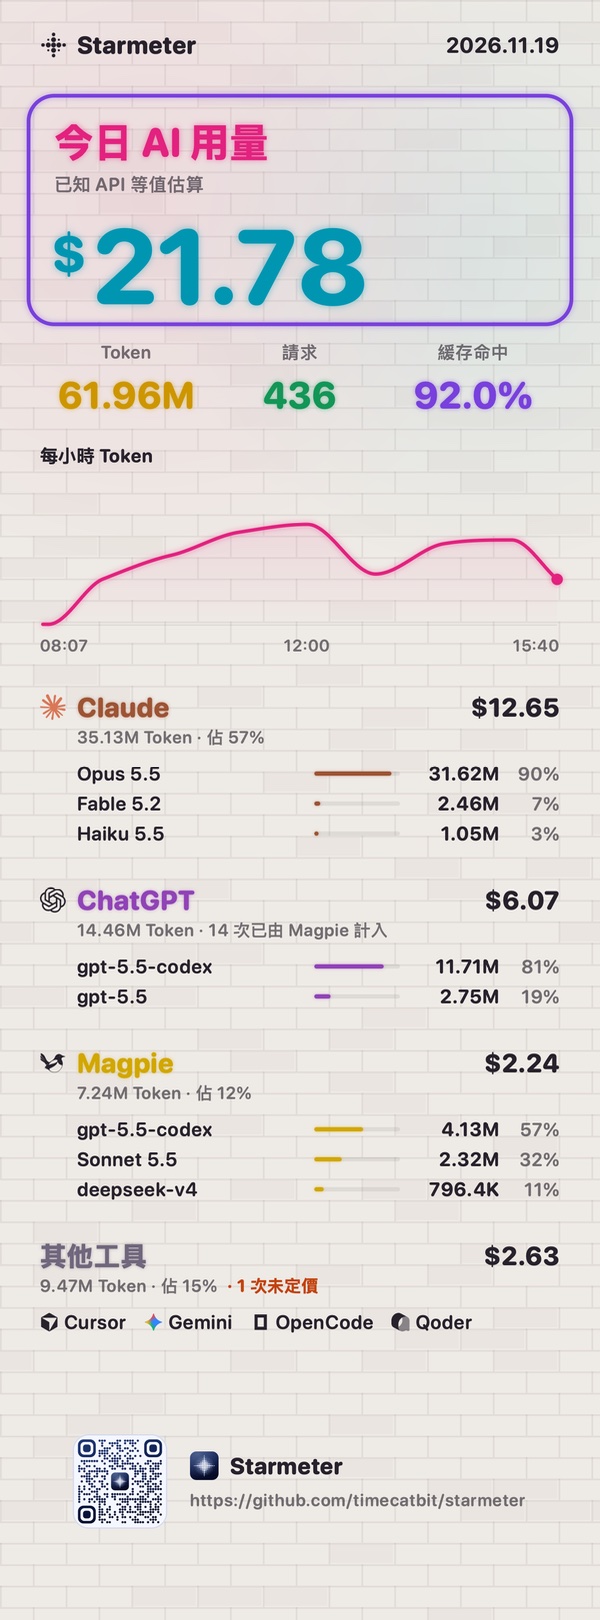 Starmeter 2026.11.19
今日 AI 用量
已知 API 等值估算
$21.78
Token 請求 緩存命中
61.96M 436 92.0%
每小時 Token
08:07 12:00 15:40
Claude $12.65
35.13M Token · 佔 57%
Opus 5.5 31.62M 90%
Fable 5.2 2.46M 7%
Haiku 5.5 1.05M 3%
ChatGPT $6.07
14.46M Token · 14 次已由 Magpie 計入
gpt-5.5-codex 11.71M 81%
gpt-5.5 2.75M 19%
Magpie $2.24
7.24M Token · 佔 12%
gpt-5.5-codex 4.13M 57%
Sonnet 5.5 2.32M 32%
deepseek-v4 796.4K 11%
其他工具 $2.63
9.47M Token · 佔 15% · 1 次未定價
Cursor Gemini OpenCode Qoder
Starmeter
https://github.com/timecatbit/starmeter